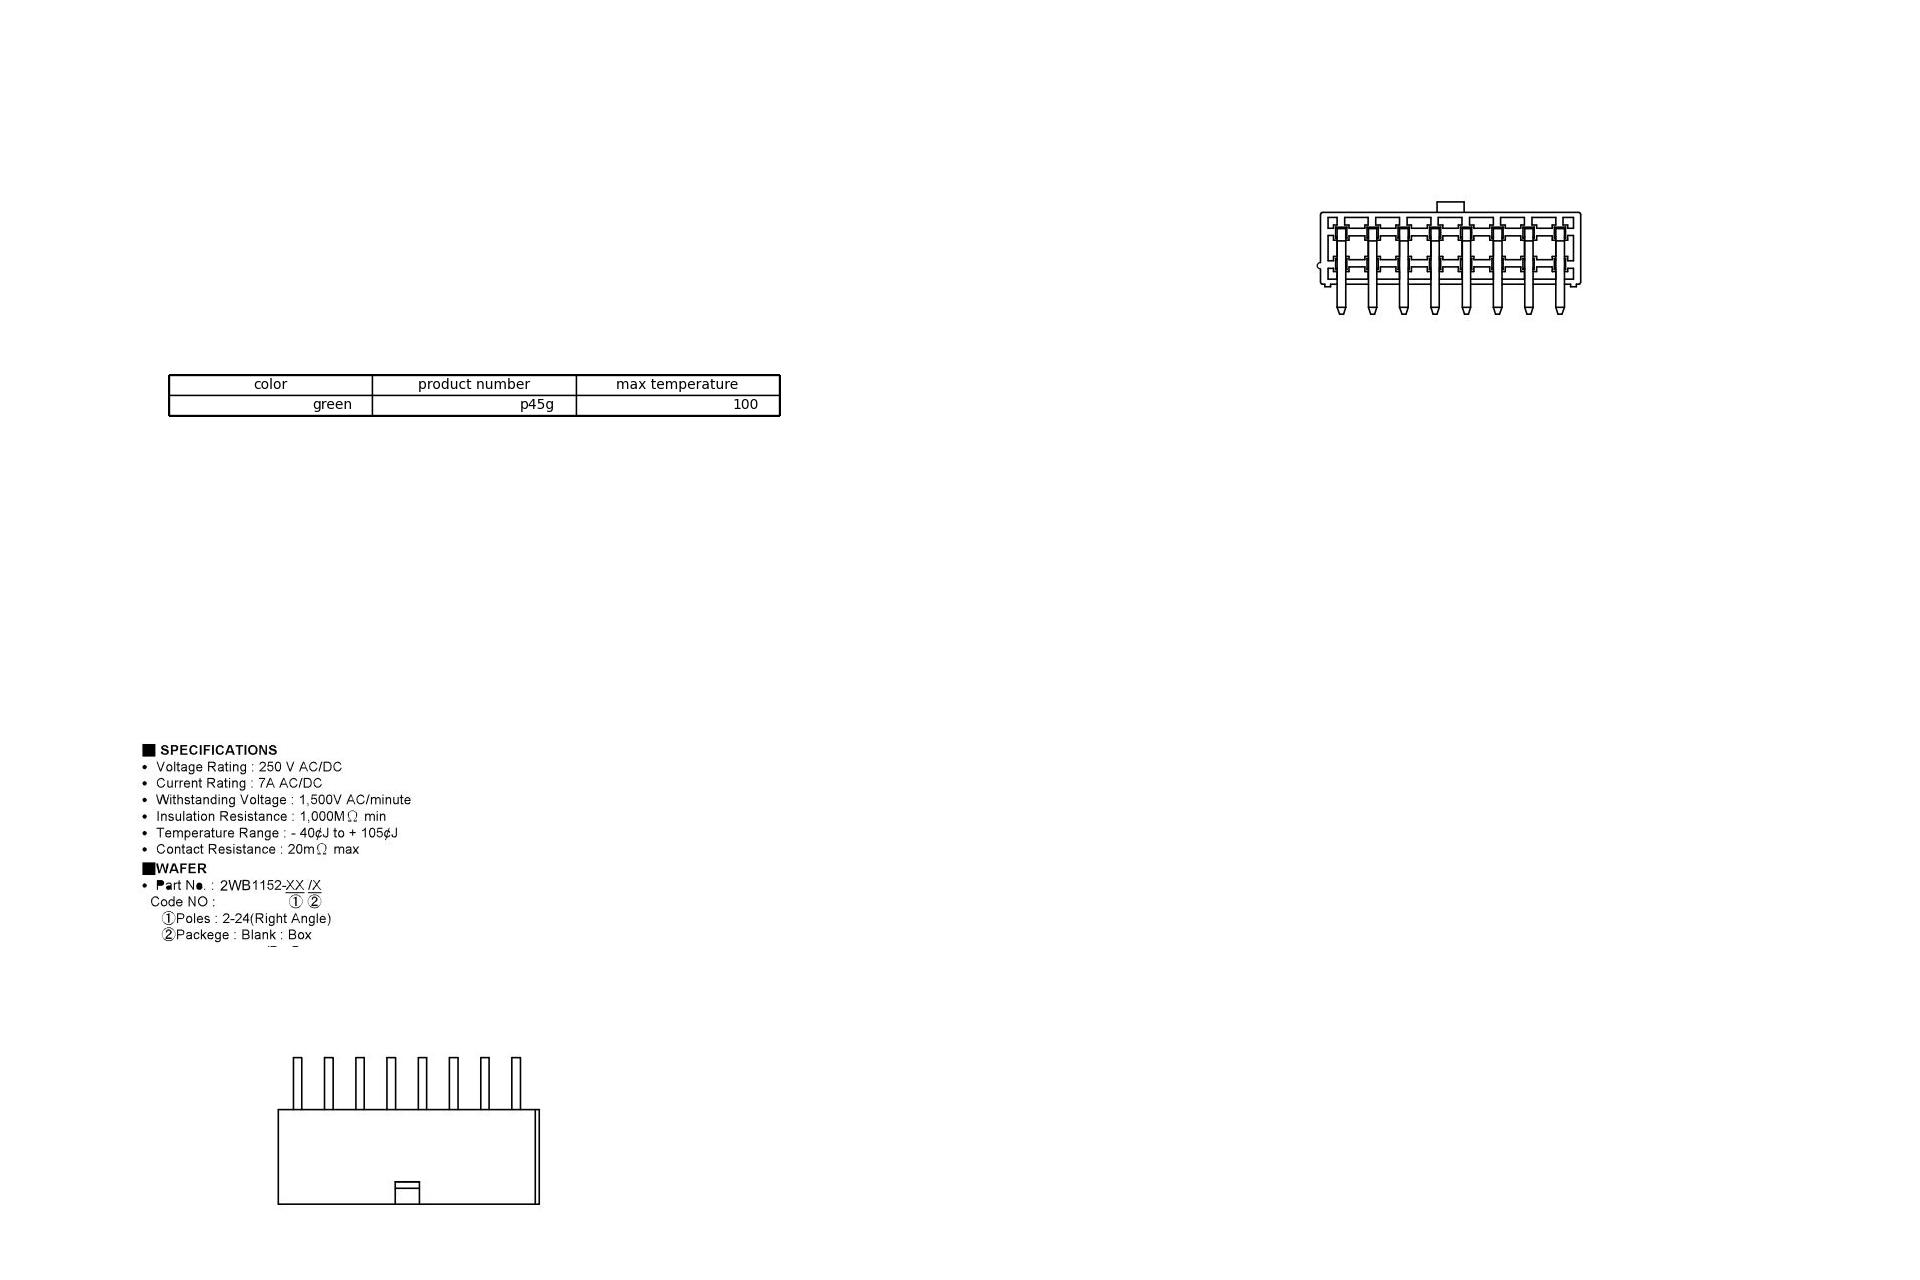 color product number max temperature
green p45g 100
■ SPECIFICATIONS
• Voltage Rating : 250 V AC/DC
• Current Rating : 7A AC/DC
• Withstanding Voltage : 1,500V AC/minute
• Insulation Resistance : 1,000MΩ min
• Temperature Range : - 40¢J to + 105¢J
• Contact Resistance : 20mΩ max
■WAFER
• Part No. : 2WB1152-XX /X
Code NO : ① ②
①Poles : 2-24(Right Angle)
②Packege : Blank : Box